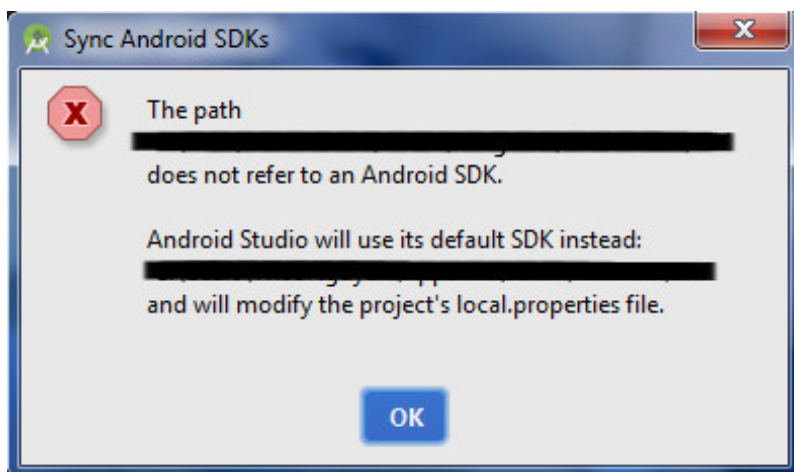 Sync Android SDKs
The path
does not refer to an Android SDK.
Android Studio will use its default SDK instead:
and will modify the project's local.properties file.
OK